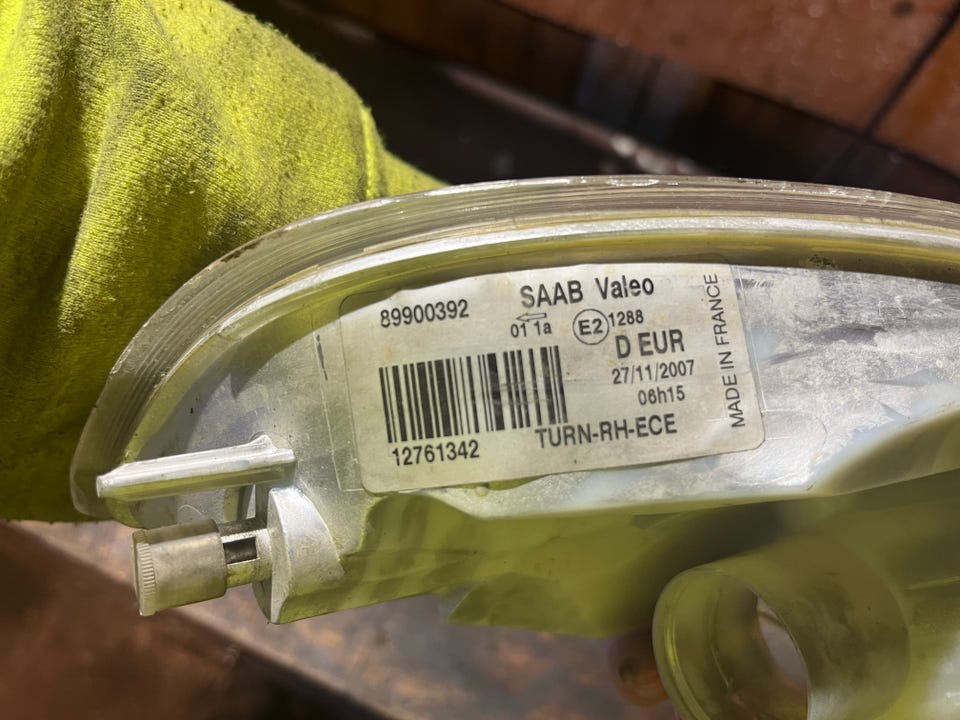 89900392
SAAB Valeo
01 1a
E2 1288
D EUR
27/11/2007
06h15
TURN-RH-ECE
12761342
MADE IN FRANCE